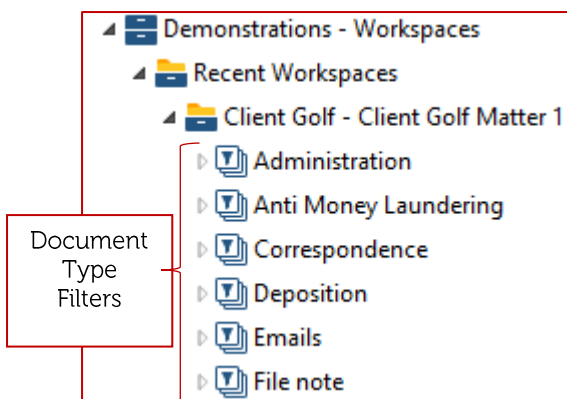 Demonstrations - Workspaces
Recent Workspaces
Client Golf - Client Golf Matter 1
Administration
Anti Money Laundering
Correspondence
Deposition
Emails
File note
Document
Type
Filters